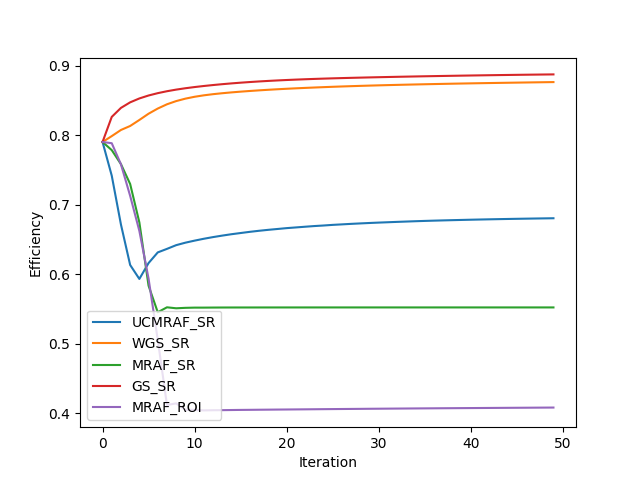 0.9
0.8
0.7
0.6
0.5
0.4
Efficiency
UCMRAF_SR
WGS_SR
MRAF_SR
GS_SR
MRAF_ROI
0 10 20 30 40 50
Iteration